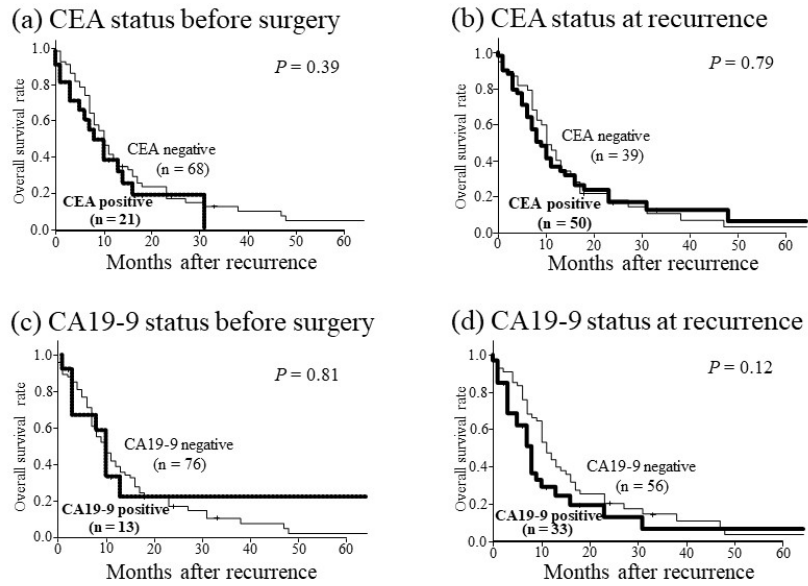 (a) CEA status before surgery
Overall survival rate
1.0
0.8
0.6
0.4
0.2
0.0
P = 0.39
CEA negative
(n = 68)
CEA positive
(n = 21)
0 10 20 30 40 50 60
Months after recurrence
(b) CEA status at recurrence
Overall survival rate
1.0
0.8
0.6
0.4
0.2
0.0
P = 0.79
CEA negative
(n = 39)
CEA positive
(n = 50)
0 10 20 30 40 50 60
Months after recurrence
(c) CA19-9 status before surgery
Overall survival rate
1.0
0.8
0.6
0.4
0.2
0.0
P = 0.81
CA19-9 negative
(n = 76)
CA19-9 positive
(n = 13)
0 10 20 30 40 50 60
Months after recurrence
(d) CA19-9 status at recurrence
Overall survival rate
1.0
0.8
0.6
0.4
0.2
0.0
P = 0.12
CA19-9 negative
(n = 56)
CA19-9 positive
(n = 33)
0 10 20 30 40 50 60
Months after recurrence